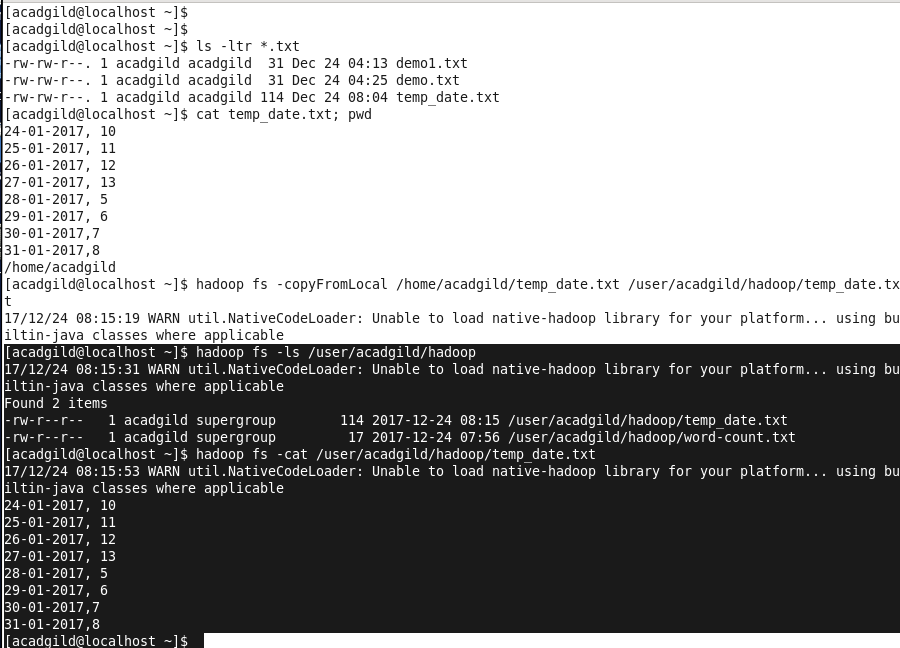 [acadgild@localhost ~]$
[acadgild@localhost ~]$
[acadgild@localhost ~]$ ls -ltr *.txt
-rw-rw-r--. 1 acadgild acadgild  31 Dec 24 04:13 demo1.txt
-rw-rw-r--. 1 acadgild acadgild  31 Dec 24 04:25 demo.txt
-rw-rw-r--. 1 acadgild acadgild 114 Dec 24 08:04 temp_date.txt
[acadgild@localhost ~]$ cat temp_date.txt; pwd
24-01-2017, 10
25-01-2017, 11
26-01-2017, 12
27-01-2017, 13
28-01-2017, 5
29-01-2017, 6
30-01-2017,7
31-01-2017,8
/home/acadgild
[acadgild@localhost ~]$ hadoop fs -copyFromLocal /home/acadgild/temp_date.txt /user/acadgild/hadoop/temp_date.tx
t
17/12/24 08:15:19 WARN util.NativeCodeLoader: Unable to load native-hadoop library for your platform... using bu
iltin-java classes where applicable
[acadgild@localhost ~]$ hadoop fs -ls /user/acadgild/hadoop
17/12/24 08:15:31 WARN util.NativeCodeLoader: Unable to load native-hadoop library for your platform... using bu
iltin-java classes where applicable
Found 2 items
-rw-r--r--   1 acadgild supergroup        114 2017-12-24 08:15 /user/acadgild/hadoop/temp_date.txt
-rw-r--r--   1 acadgild supergroup         17 2017-12-24 07:56 /user/acadgild/hadoop/word-count.txt
[acadgild@localhost ~]$ hadoop fs -cat /user/acadgild/hadoop/temp_date.txt
17/12/24 08:15:53 WARN util.NativeCodeLoader: Unable to load native-hadoop library for your platform... using bu
iltin-java classes where applicable
24-01-2017, 10
25-01-2017, 11
26-01-2017, 12
27-01-2017, 13
28-01-2017, 5
29-01-2017, 6
30-01-2017,7
31-01-2017,8
[acadgild@localhost ~]$